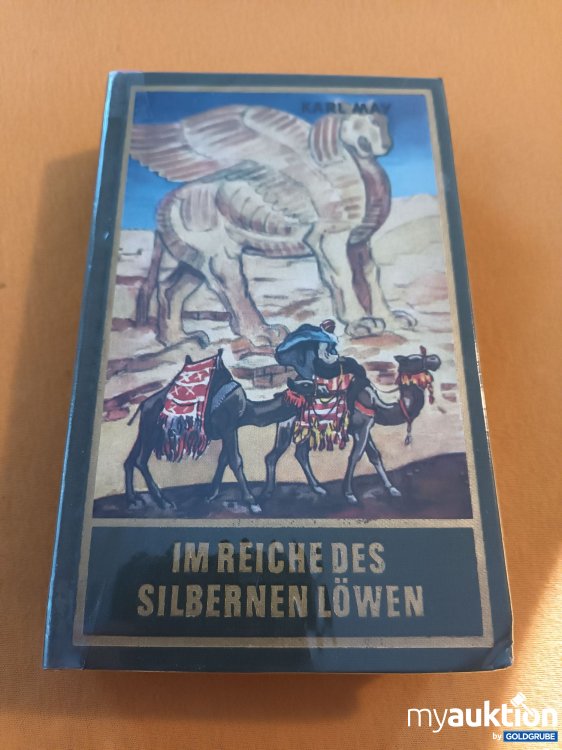 KARL MAY
IM REICHE DES
SILBERNEN LÖWEN
myauktion
by GOLDGRUBE